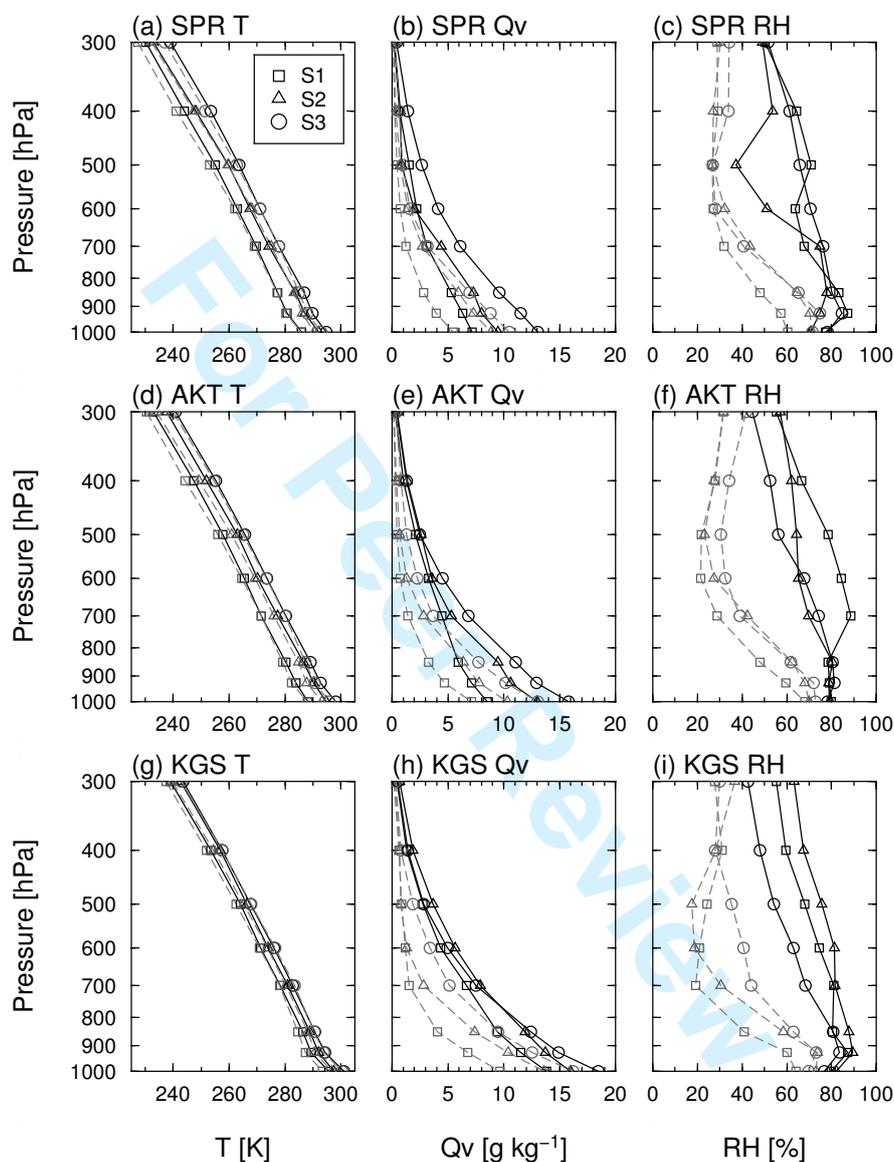 (a) SPR T (b) SPR Qv (c) SPR RH
300
400
500
600
700
800
900
1000
Pressure [hPa]
S1
S2
S3
240 260 280 300
0 5 10 15 20
0 20 40 60 80 100
(d) AKT T (e) AKT Qv (f) AKT RH
300
400
500
600
700
800
900
1000
Pressure [hPa]
240 260 280 300
0 5 10 15 20
0 20 40 60 80 100
(g) KGS T (h) KGS Qv (i) KGS RH
300
400
500
600
700
800
900
1000
Pressure [hPa]
240 260 280 300
0 5 10 15 20
0 20 40 60 80 100
T [K] Qv [g kg⁻¹] RH [%]
For Peer Review